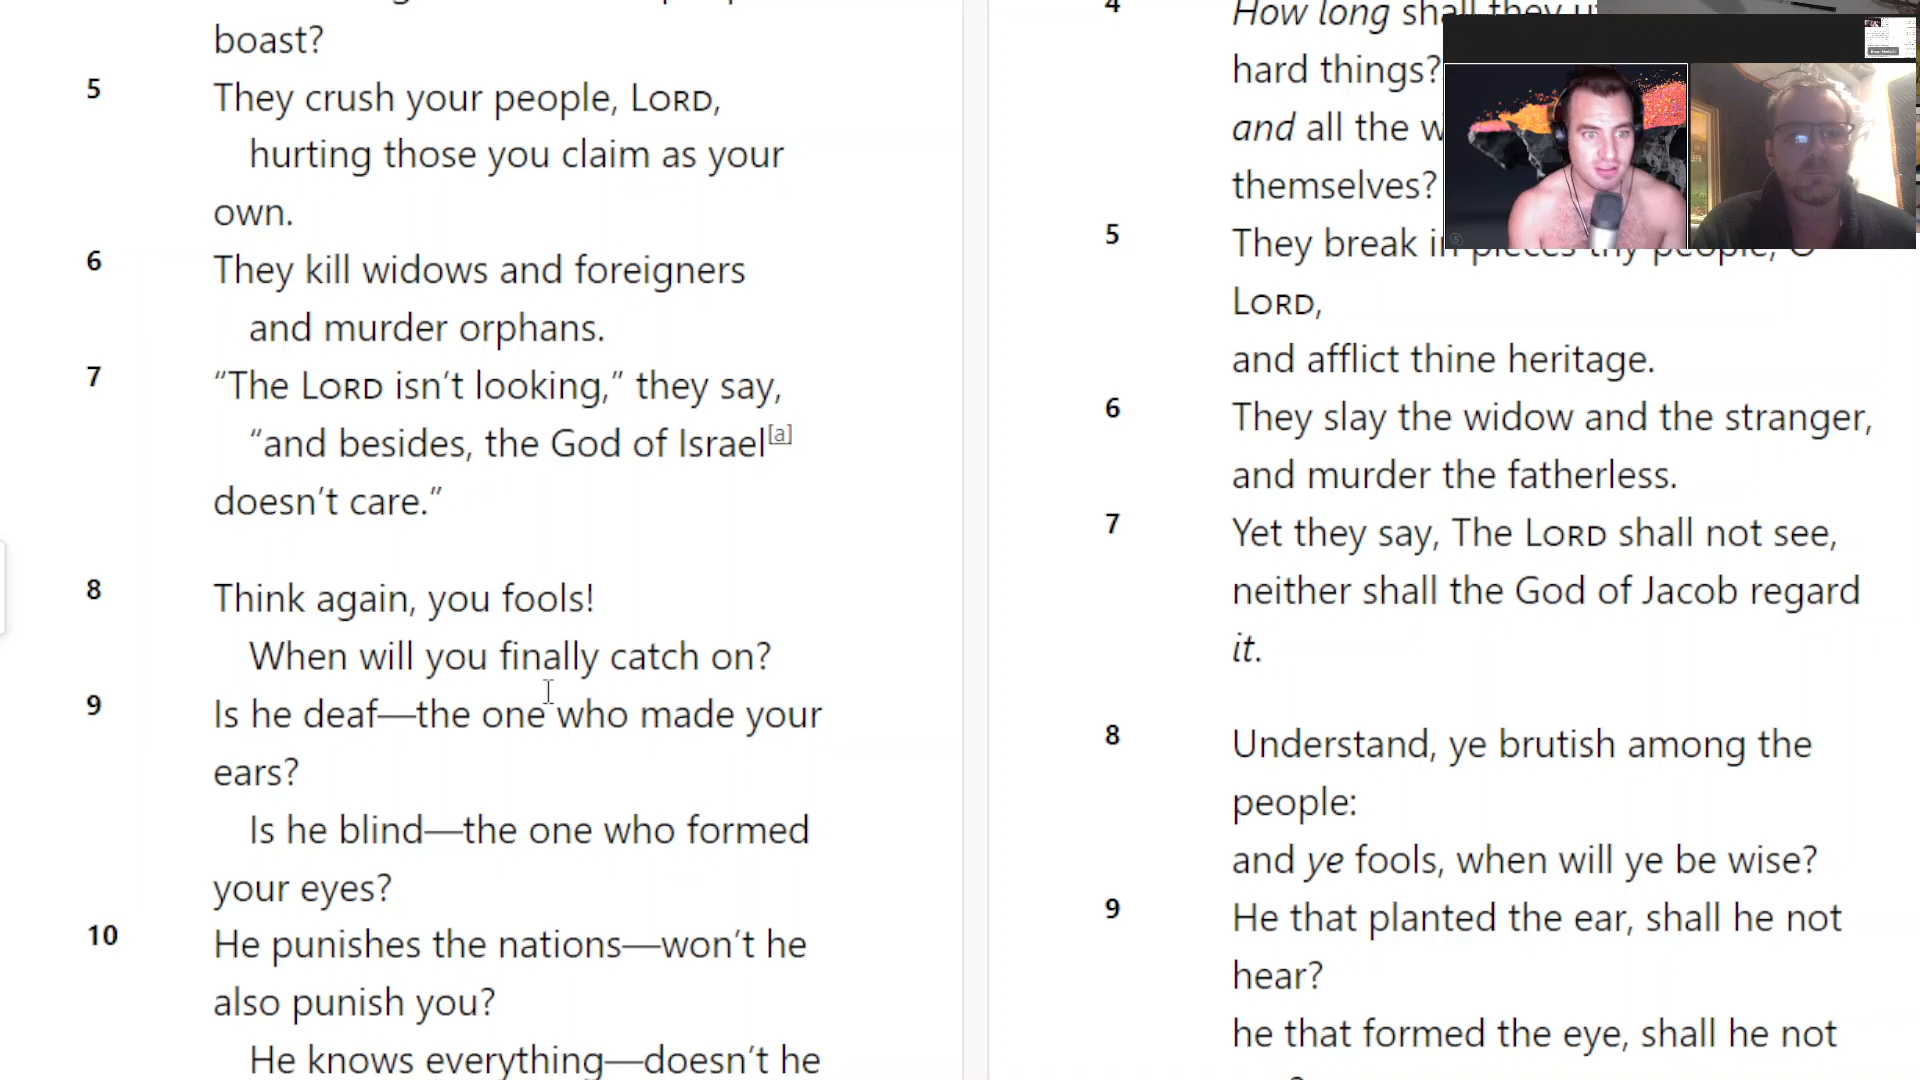 boast?
5 They crush your people, LORD,
hurting those you claim as your
own.
6 They kill widows and foreigners
and murder orphans.
7 “The LORD isn’t looking,” they say,
“and besides, the God of Israel[a]
doesn’t care.”
8 Think again, you fools!
When will you finally catch on?
9 Is he deaf—the one who made your
ears?
Is he blind—the one who formed
your eyes?
10 He punishes the nations—won’t he
also punish you?
He knows everything—doesn’t he
4 How long shall they
hard things?
and all the
themselves?
5 They break in pieces thy people, O
LORD,
and afflict thine heritage.
6 They slay the widow and the stranger,
and murder the fatherless.
7 Yet they say, The LORD shall not see,
neither shall the God of Jacob regard
it.
8 Understand, ye brutish among the
people:
and ye fools, when will ye be wise?
9 He that planted the ear, shall he not
hear?
he that formed the eye, shall he not